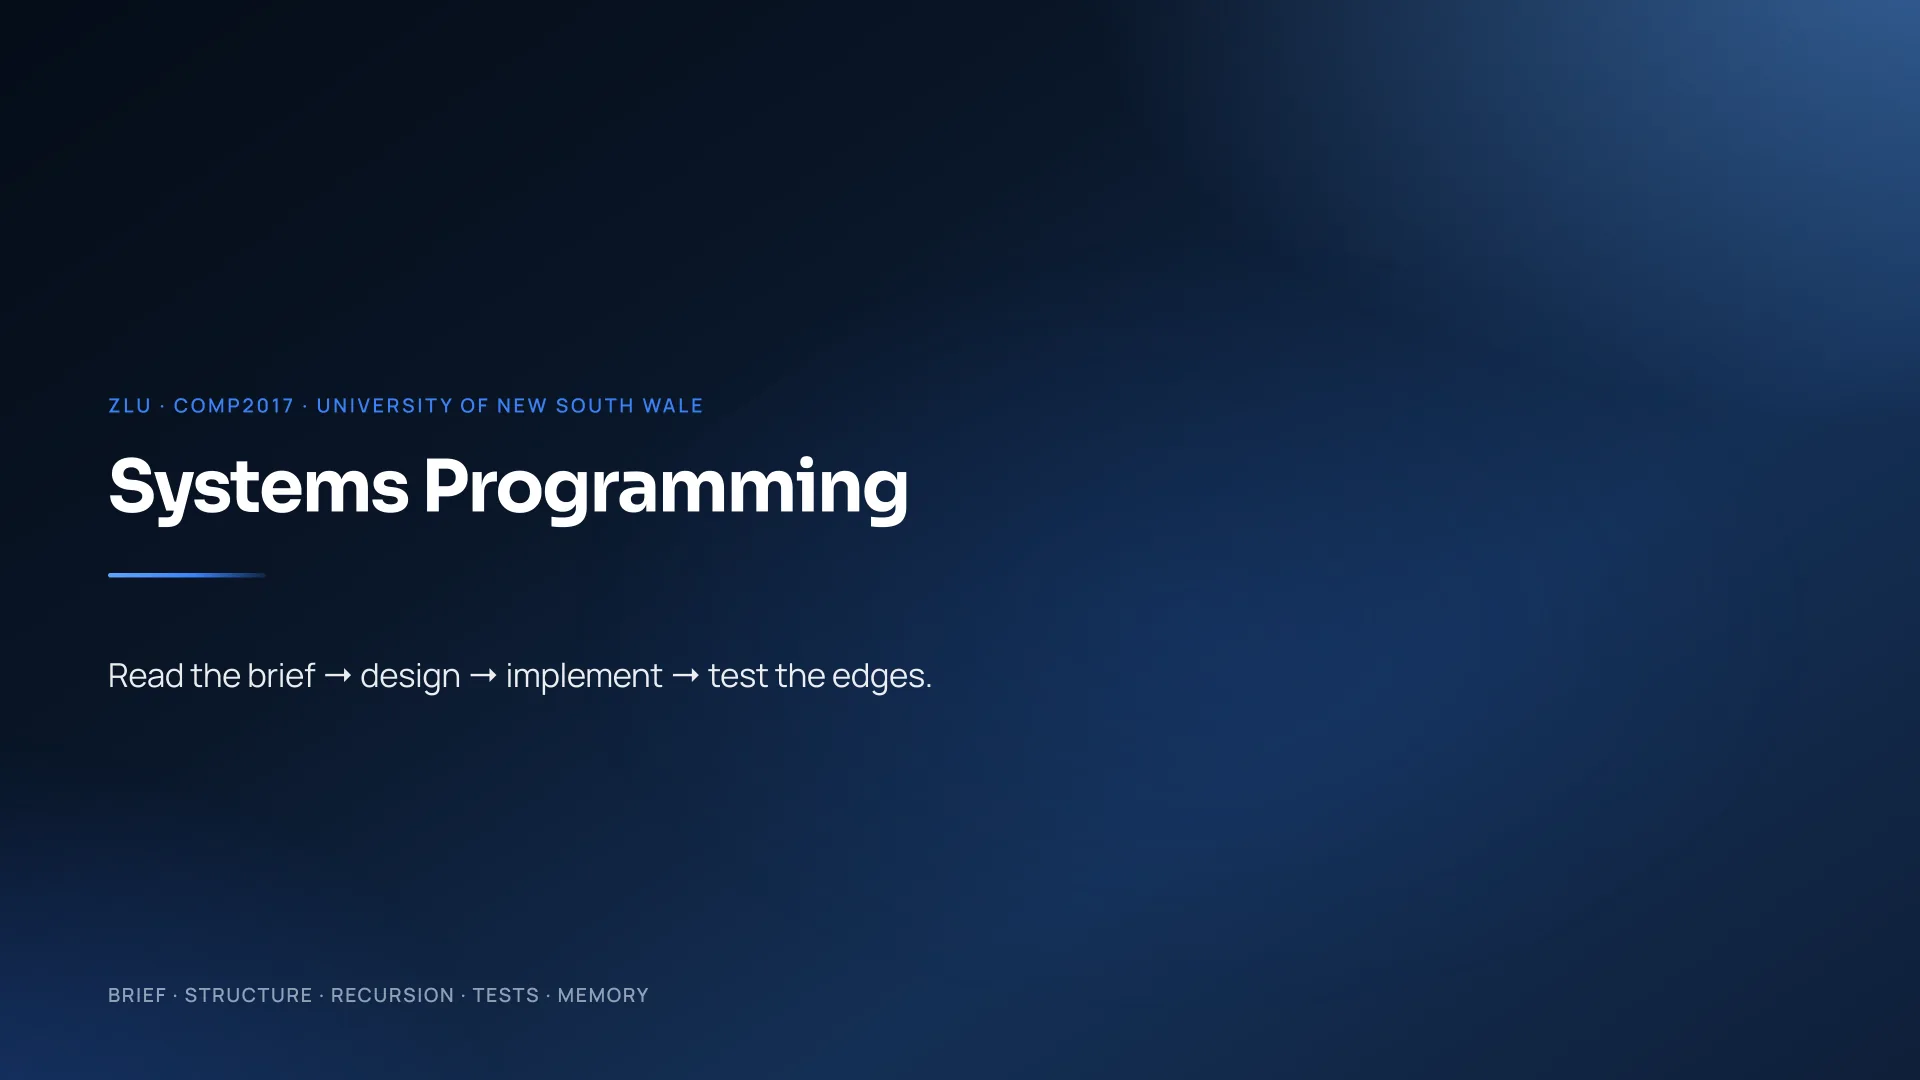 ZLU · COMP2017 · UNIVERSITY OF NEW SOUTH WALE
Systems Programming
Read the brief → design → implement → test the edges.
BRIEF · STRUCTURE · RECURSION · TESTS · MEMORY